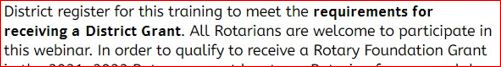 District register for this training to meet the requirements for
receiving a District Grant. All Rotarians are welcome to participate in
this webinar. In order to qualify to receive a Rotary Foundation Grant